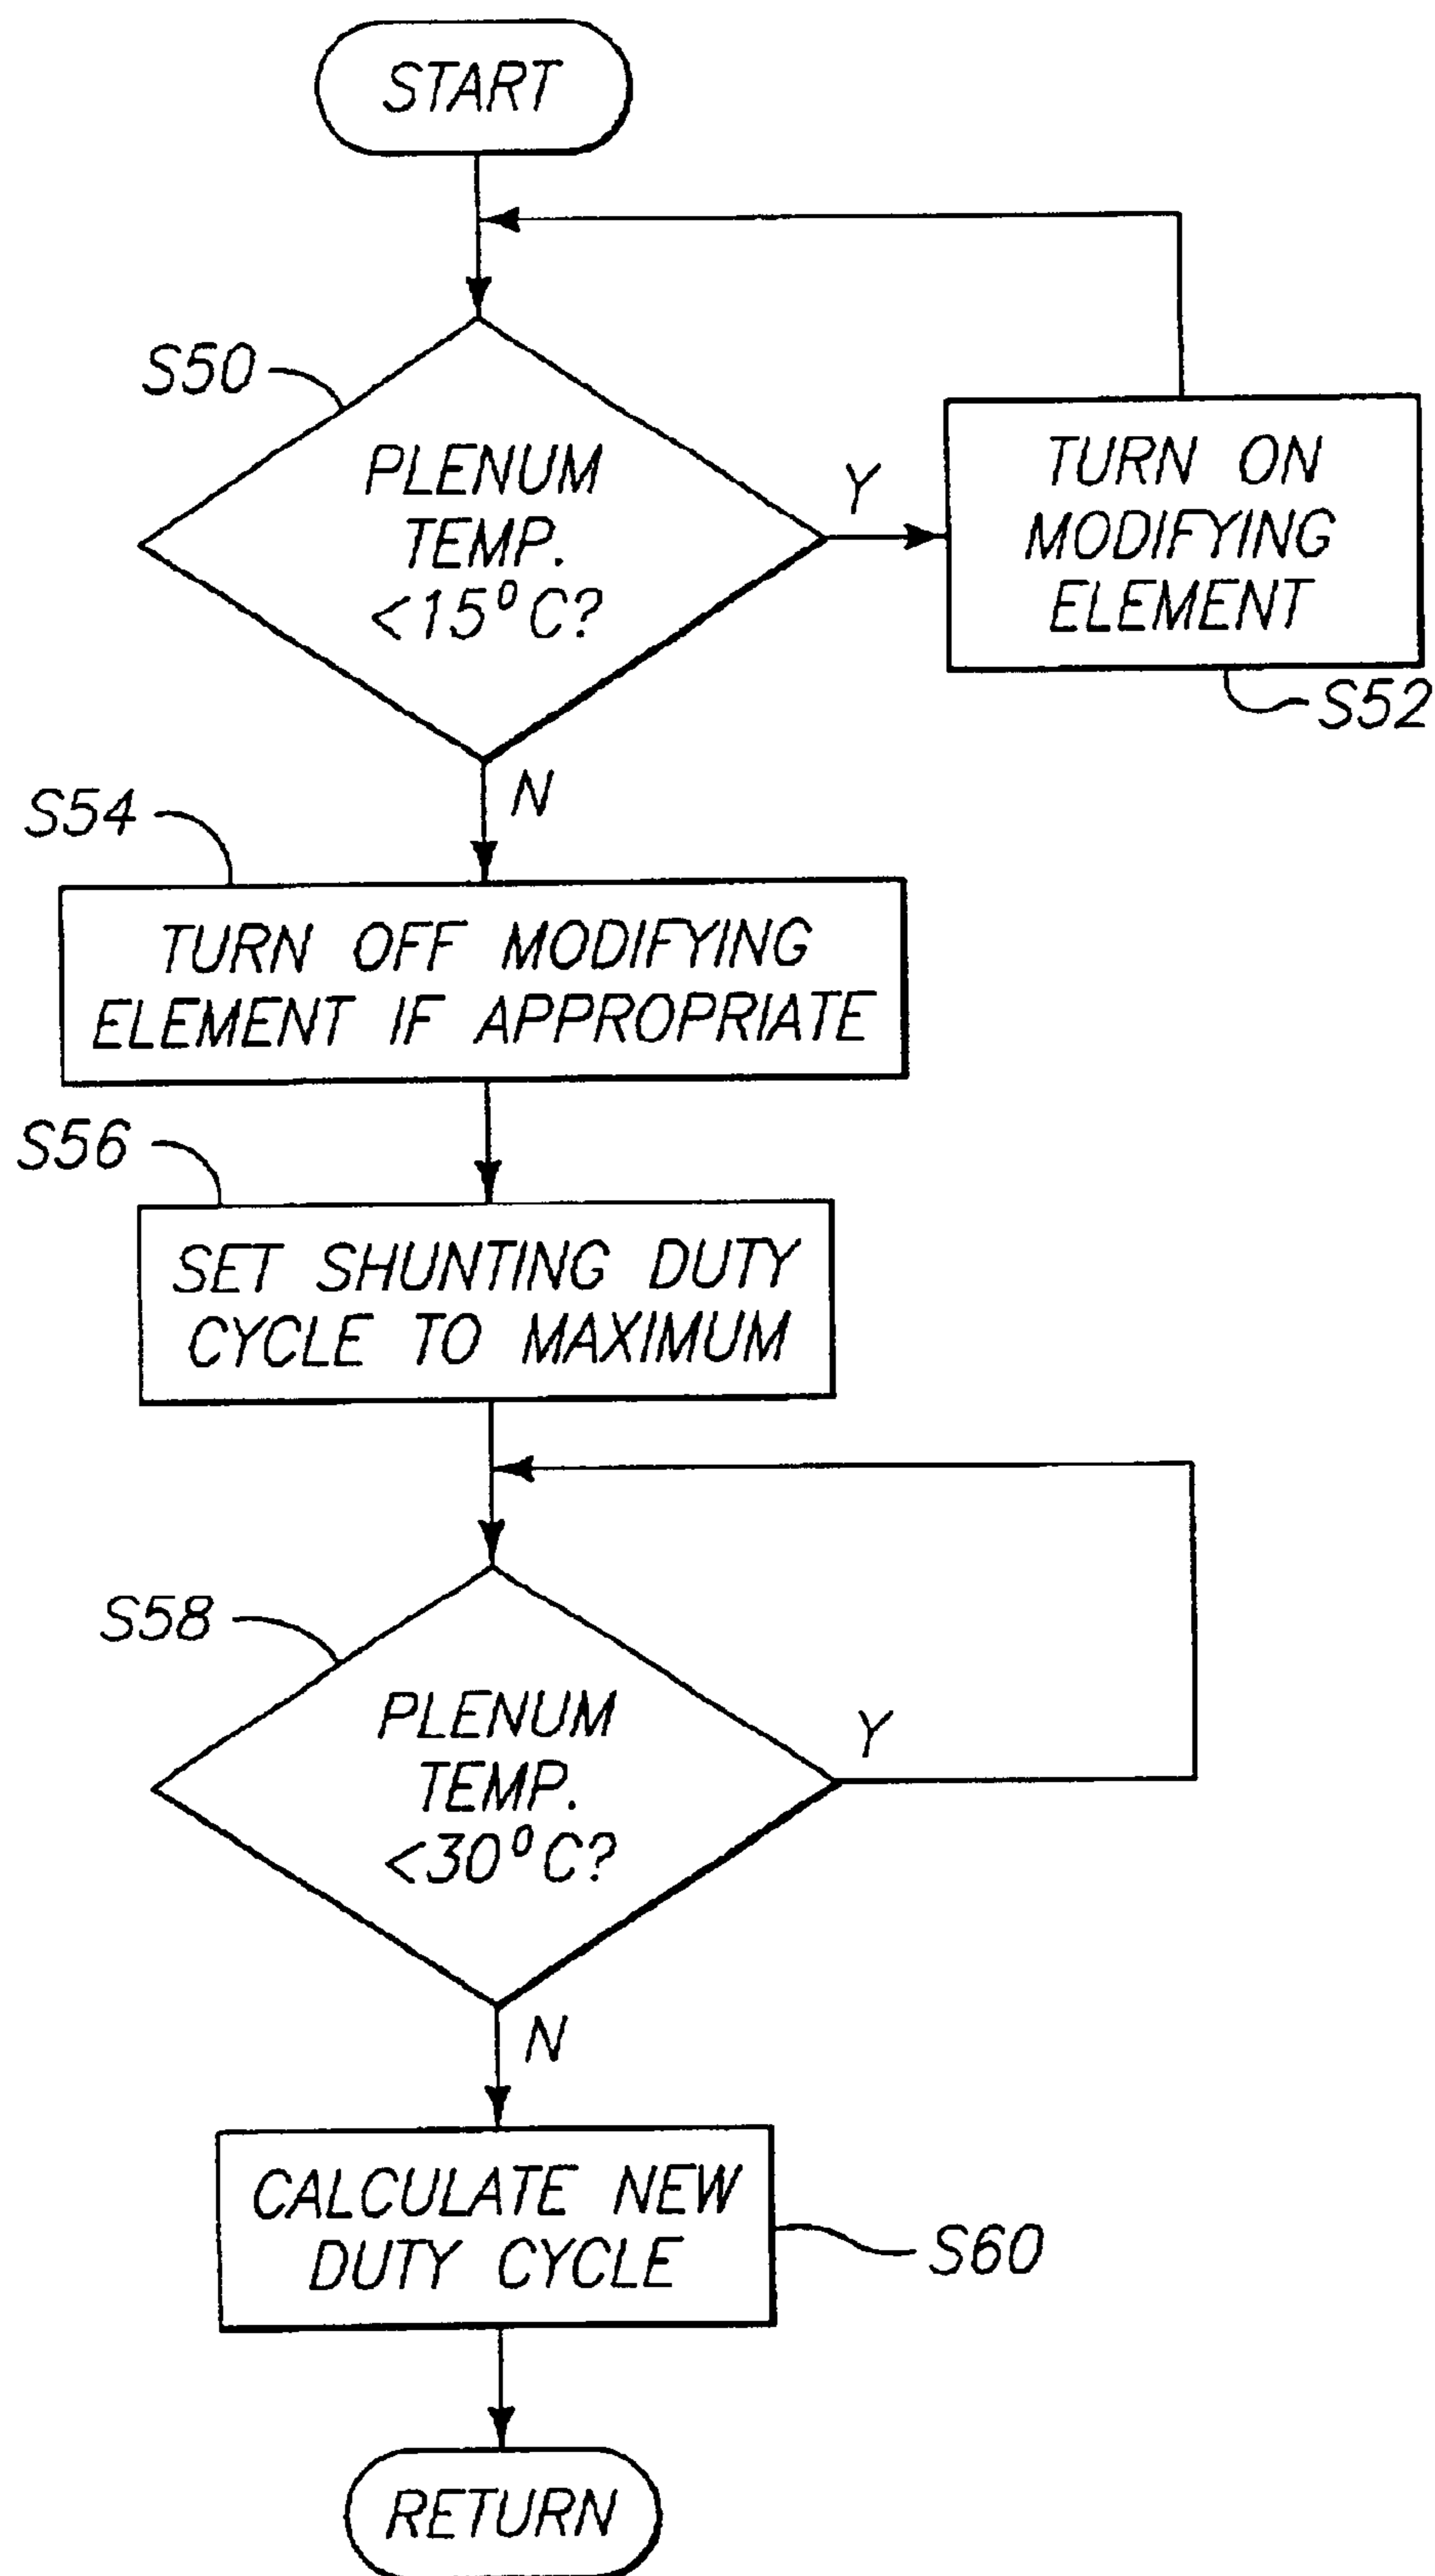 START
S50
PLENUM
TEMP.
<15°C?
Y
TURN ON
MODIFYING
ELEMENT
S52
N
S54
TURN OFF MODIFYING
ELEMENT IF APPROPRIATE
S56
SET SHUNTING DUTY
CYCLE TO MAXIMUM
S58
PLENUM
TEMP.
<30°C?
Y
N
CALCULATE NEW
DUTY CYCLE
S60
RETURN